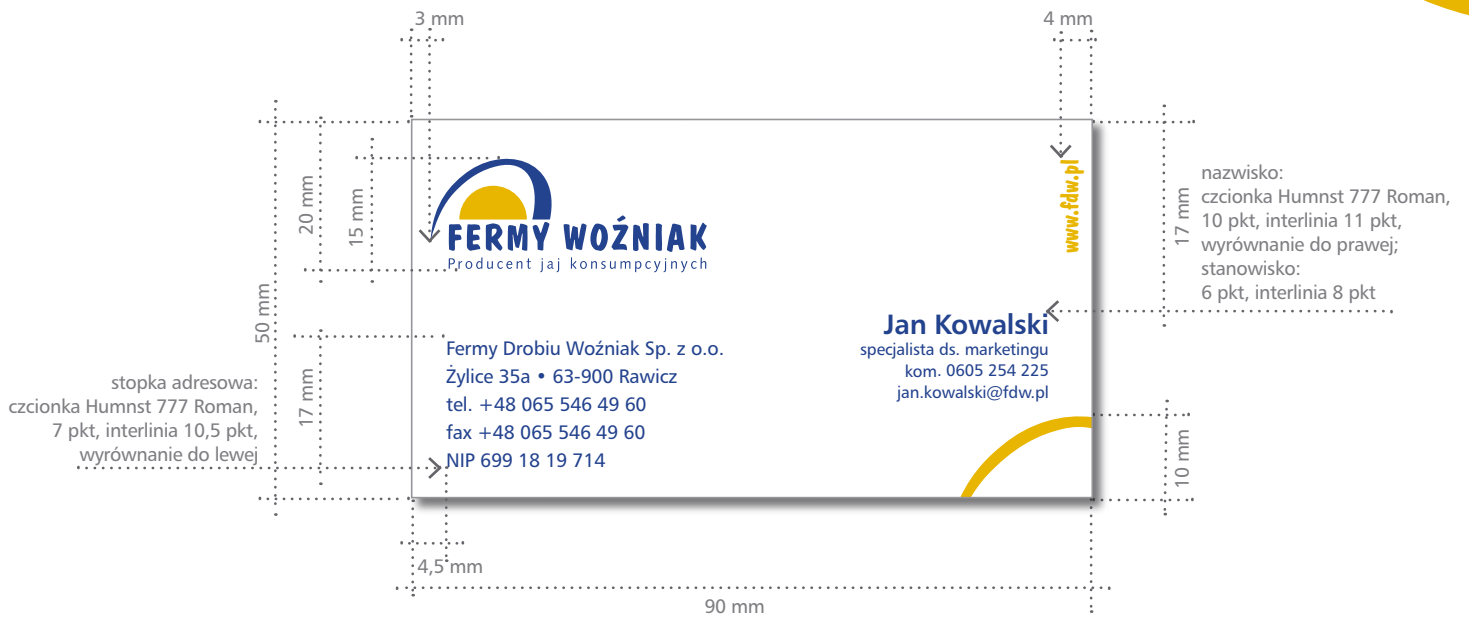 3 mm
4 mm
20 mm
15 mm
50 mm
17 mm
FERMY WOŹNIAK
Producent jaj konsumpcyjnych
www.fdw.pl
17 mm
nazwisko:
czcionka Humnst 777 Roman,
10 pkt, interlinia 11 pkt,
wyrównanie do prawej;
stanowisko:
6 pkt, interlinia 8 pkt
Jan Kowalski
specjalista ds. marketingu
kom. 0605 254 225
jan.kowalski@fdw.pl
Fermy Drobiu Woźniak Sp. z o.o.
Żylice 35a • 63-900 Rawicz
tel. +48 065 546 49 60
fax +48 065 546 49 60
NIP 699 18 19 714
stopka adresowa:
czcionka Humnst 777 Roman,
7 pkt, interlinia 10,5 pkt,
wyrównanie do lewej
10 mm
4,5 mm
90 mm